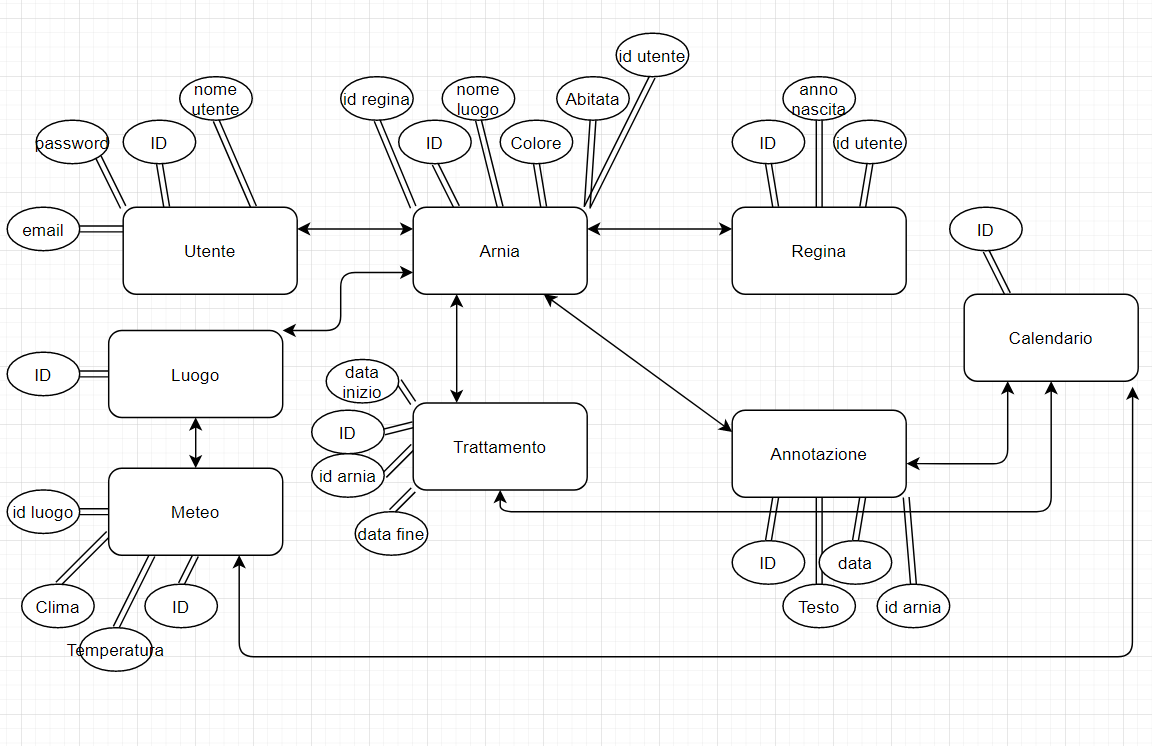 id utente
nome
utente
id regina
nome
luogo
Abitata
anno
nascita
password
ID
ID
Colore
ID
id utente
email
Utente
Arnia
Regina
ID
Calendario
ID
Luogo
data
inizio
ID
id arnia
data fine
Trattamento
Annotazione
id luogo
Meteo
ID
data
Clima
ID
Testo
id arnia
Temperatura